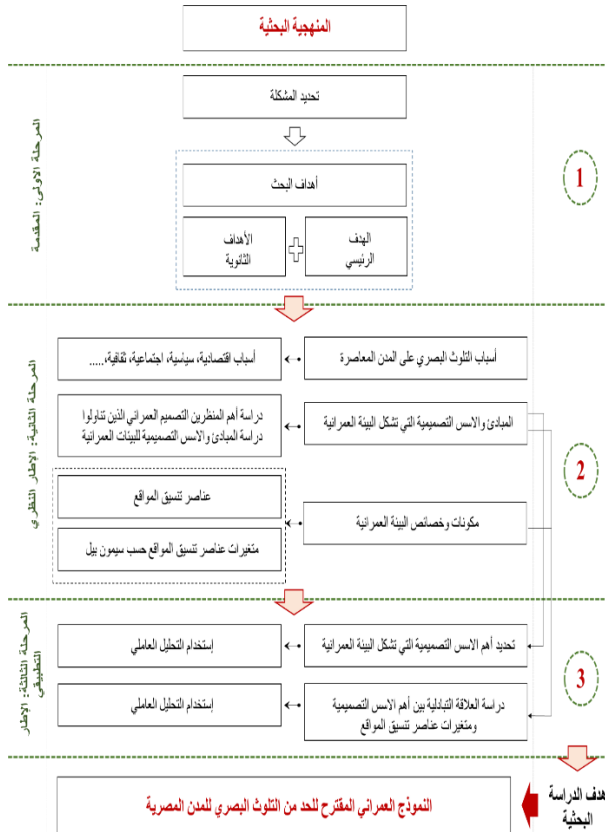 المنهجية البحثية
المرحلة الاولى: المقدمة
1
تحديد المشكلة
أهداف البحث
الهدف
الرئيسي
الأهداف
الثانوية
المرحلة الثانية: الإطار النظري
2
أسباب التلوث البصري على المدن المعاصرة
أسباب اقتصادية، سياسية، اجتماعية، ثقافية،.....
المبادئ والاسس التصميمية التي تشكل البيئة العمرانية
دراسة أهم المنظرين التصميم العمراني الذين تناولوا
دراسة المبادئ والاسس التصميمية للبيئات العمرانية
مكونات وخصائص البيئة العمرانية
عناصر تنسيق المواقع
متغيرات عناصر تنسيق المواقع حسب سيمون بيل
المرحلة الثالثة: الإطار
التطبيقي
3
تحديد أهم الاسس التصميمية التي تشكل البيئة العمرانية
إستخدام التحليل العاملي
دراسة العلاقة التبادلية بين أهم الاسس التصميمية
ومتغيرات عناصر تنسيق المواقع
إستخدام التحليل العاملي
هدف الدراسة
البحثية
النموذج العمراني المقترح للحد من التلوث البصري للمدن المصرية